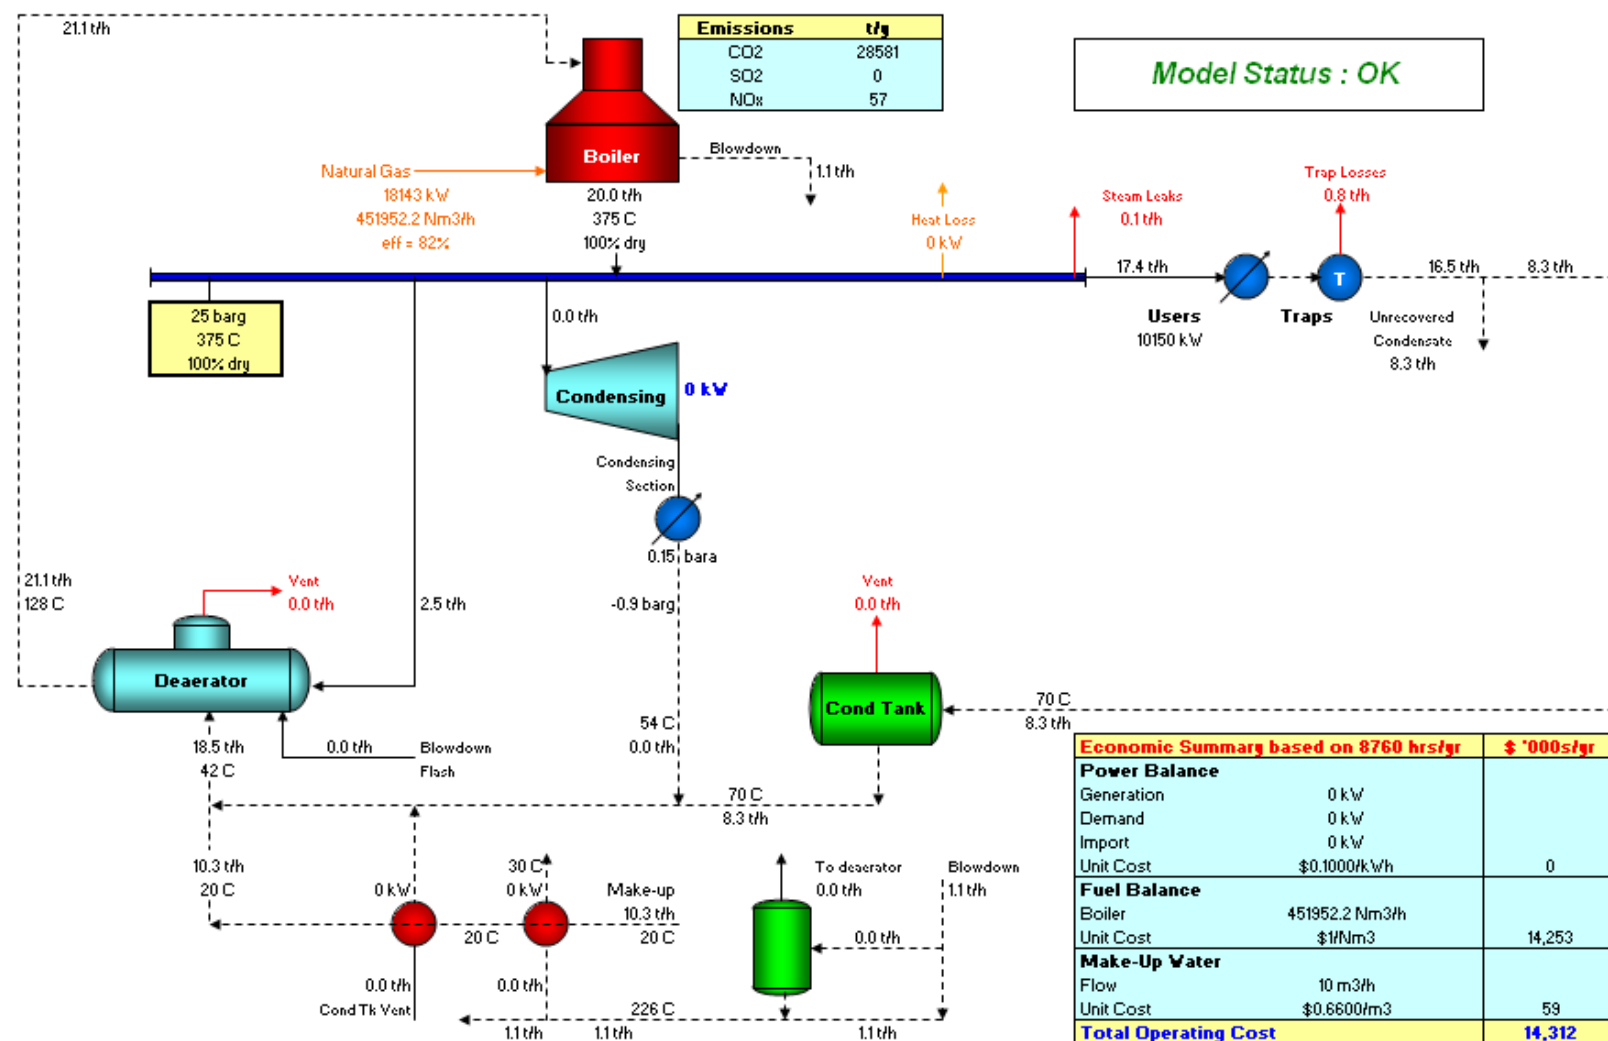 21.1 t/h
Emissions t/y
CO2 28581
SO2 0
NOx 57
Model Status : OK
Boiler
Blowdown
1.1 t/h
Natural Gas
18143 kW
451952.2 Nm3/h
eff = 82%
20.0 t/h
375 C
100% dry
Heat Loss
0 kW
Steam Leaks
0.1 t/h
Trap Losses
0.8 t/h
17.4 t/h
T
16.5 t/h
8.3 t/h
Users
10150 kW
Traps
Unrecovered
Condensate
8.3 t/h
25 barg
375 C
100% dry
0.0 t/h
Condensing
0 kW
Condensing
Section
0.15 bara
-0.9 barg
21.1 t/h
128 C
Vent
0.0 t/h
2.5 t/h
Vent
0.0 t/h
Deaerator
Cond Tank
70 C
8.3 t/h
54 C
0.0 t/h
18.5 t/h
42 C
0.0 t/h
Blowdown
Flash
70 C
8.3 t/h
10.3 t/h
20 C
0 kW
30 C
0 kW
Make-up
10.3 t/h
20 C
20 C
To deaerator
0.0 t/h
Blowdown
1.1 t/h
0.0 t/h
0.0 t/h
Cond Tk Vent
0.0 t/h
226 C
1.1 t/h
1.1 t/h
1.1 t/h
Economic Summary based on 8760 hrs/yr $ '000s/yr
Power Balance
Generation 0 kW
Demand 0 kW
Import 0 kW
Unit Cost $0.1000/kWh 0
Fuel Balance
Boiler 451952.2 Nm3/h
Unit Cost $1/Nm3 14,253
Make-Up Water
Flow 10 m3/h
Unit Cost $0.6600/m3 59
Total Operating Cost 14,312